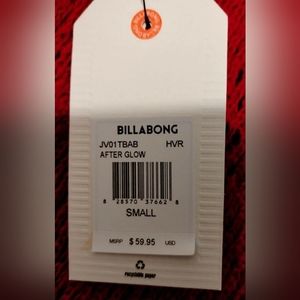 BILLABONG
JV01TBAB HVR
AFTER GLOW
8 28570 37662 8
SMALL
MSRP $ 59.95 USD
recyclable paper